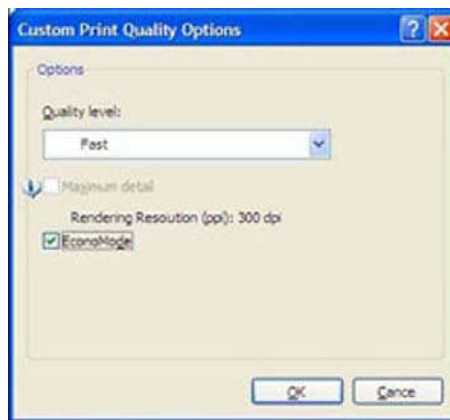 Custom Print Quality Options
Options
Quality level:
Fast
Maximum detail
Rendering Resoution (ppi): 300 dpi
EconoMode
OK
Cance